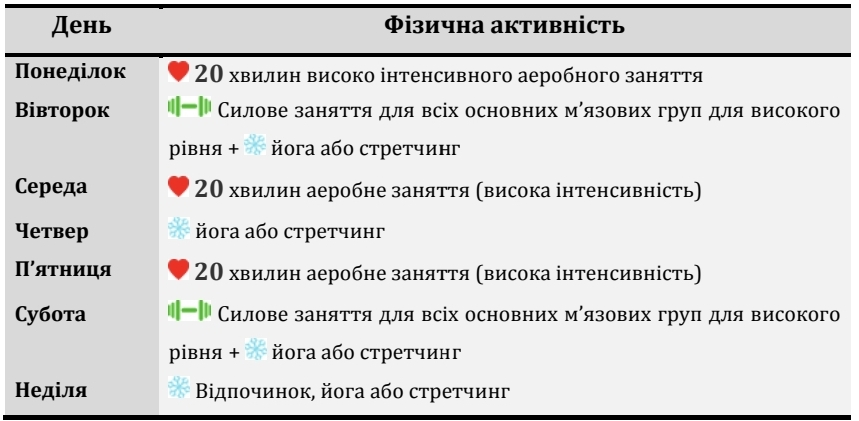 День Фізична активність
Понеділок 20 хвилин високо інтенсивного аеробного заняття
Вівторок Силове заняття для всіх основних м’язових груп для високого
рівня + йога або стретчинг
Середа 20 хвилин аеробне заняття (висока інтенсивність)
Четвер йога або стретчинг
П’ятниця 20 хвилин аеробне заняття (висока інтенсивність)
Субота Силове заняття для всіх основних м’язових груп для високого
рівня + йога або стретчинг
Неділя Відпочинок, йога або стретчинг